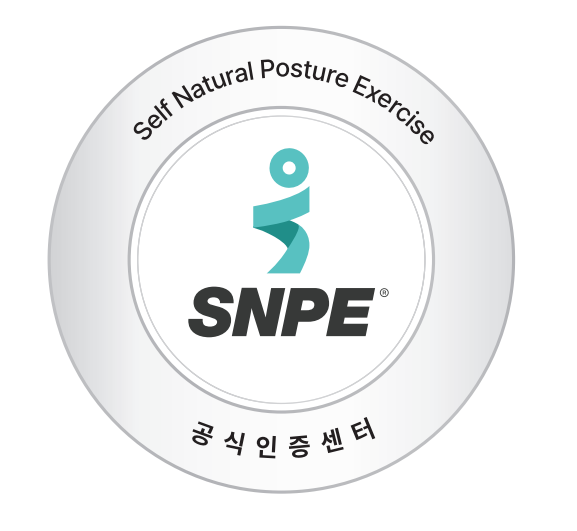 Self Natural Posture Exercise
SNPE®
공식인증센터